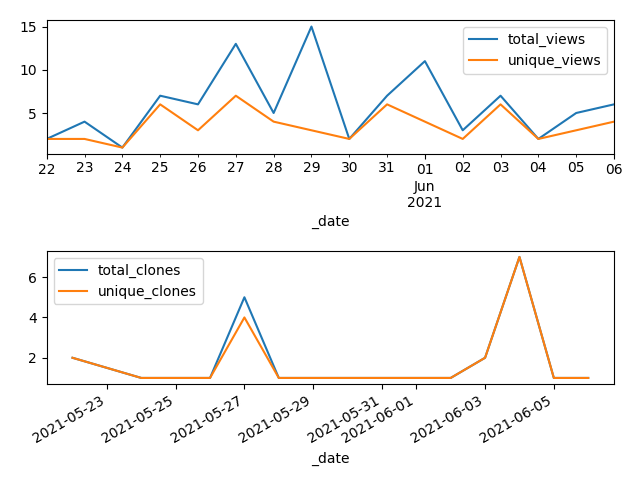 15
10
5
total_views
unique_views
22 23 24 25 26 27 28 29 30 31 01 02 03 04 05 06
Jun
2021
_date
6
4
2
total_clones
unique_clones
2021-05-23 2021-05-25 2021-05-27 2021-05-29 2021-05-31 2021-06-01 2021-06-03 2021-06-05
_date